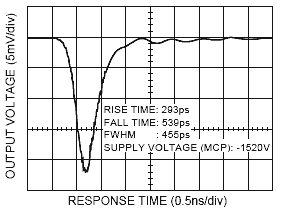 OUTPUT VOLTAGE (5mV/div)
RISE TIME: 293ps
FALL TIME: 539ps
FWHM : 455ps
SUPPLY VOLTAGE (MCP): -1520V
RESPONSE TIME (0.5ns/div)